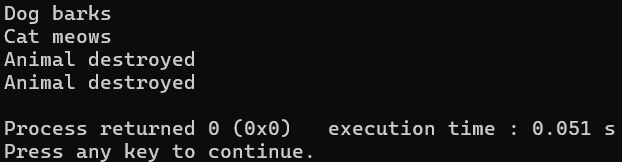 Dog barks
Cat meows
Animal destroyed
Animal destroyed

Process returned 0 (0x0)   execution time : 0.051 s
Press any key to continue.